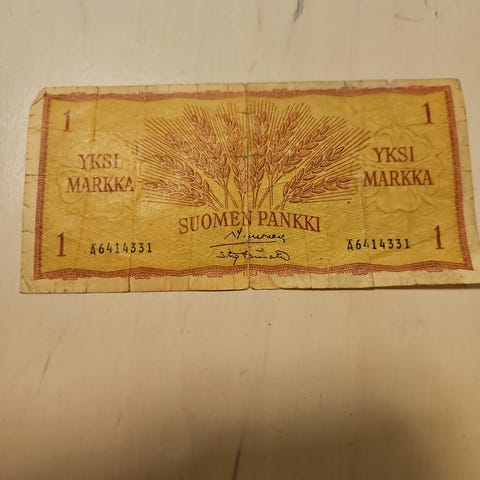 1 1
YKSI MARKKA
YKSI MARKKA
SUOMEN PANKKI
1 1
A6414331 A6414331